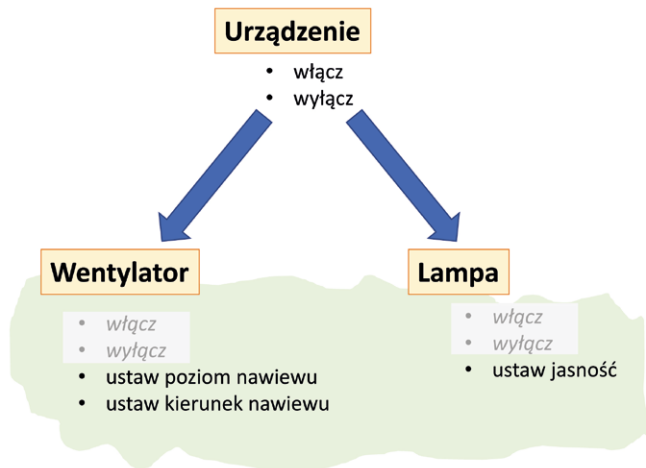 Urządzenie
• włącz
• wyłącz
Wentylator
• włącz
• wyłącz
• ustaw poziom nawiewu
• ustaw kierunek nawiewu
Lampa
• włącz
• wyłącz
• ustaw jasność